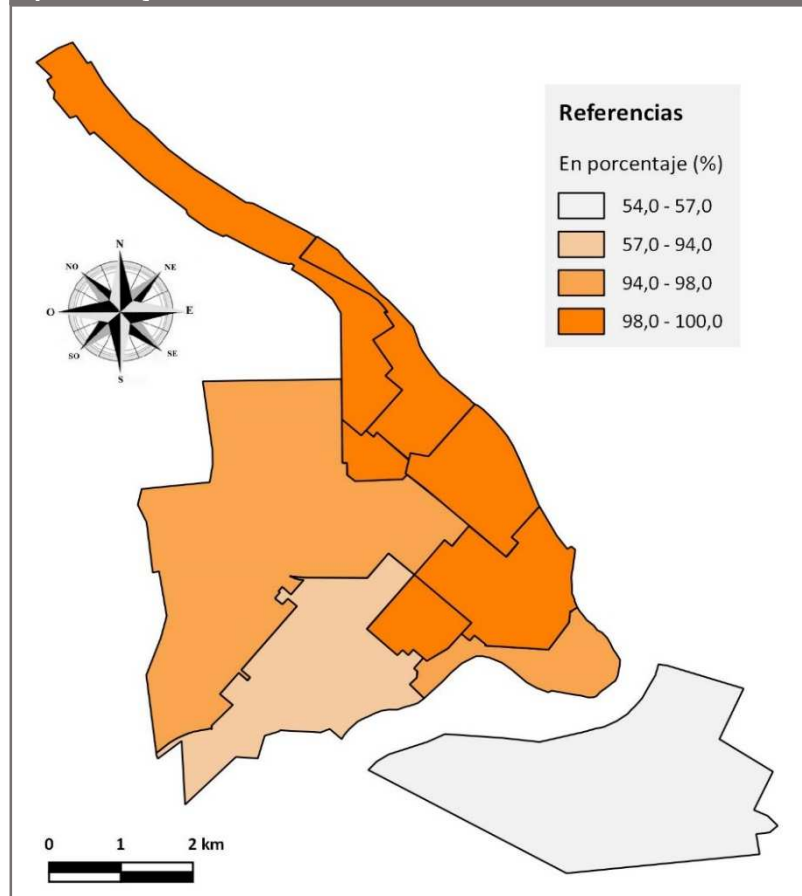 Referencias
En porcentaje (%)
54,0 - 57,0
57,0 - 94,0
94,0 - 98,0
98,0 - 100,0
N
NO
NE
O
E
SO
SE
S
0 1 2 km